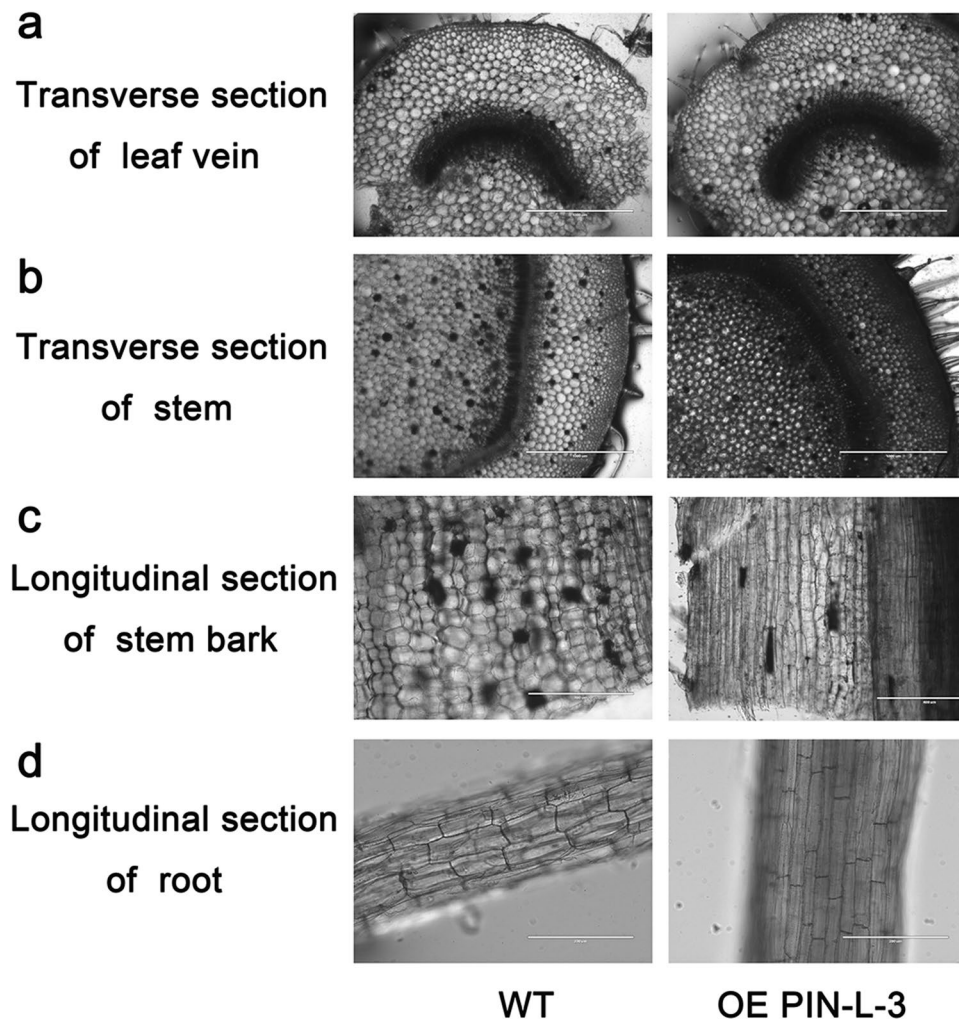 a
Transverse section
of leaf vein
b
Transverse section
of stem
c
Longitudinal section
of stem bark
d
Longitudinal section
of root
WT
OE PIN-L-3